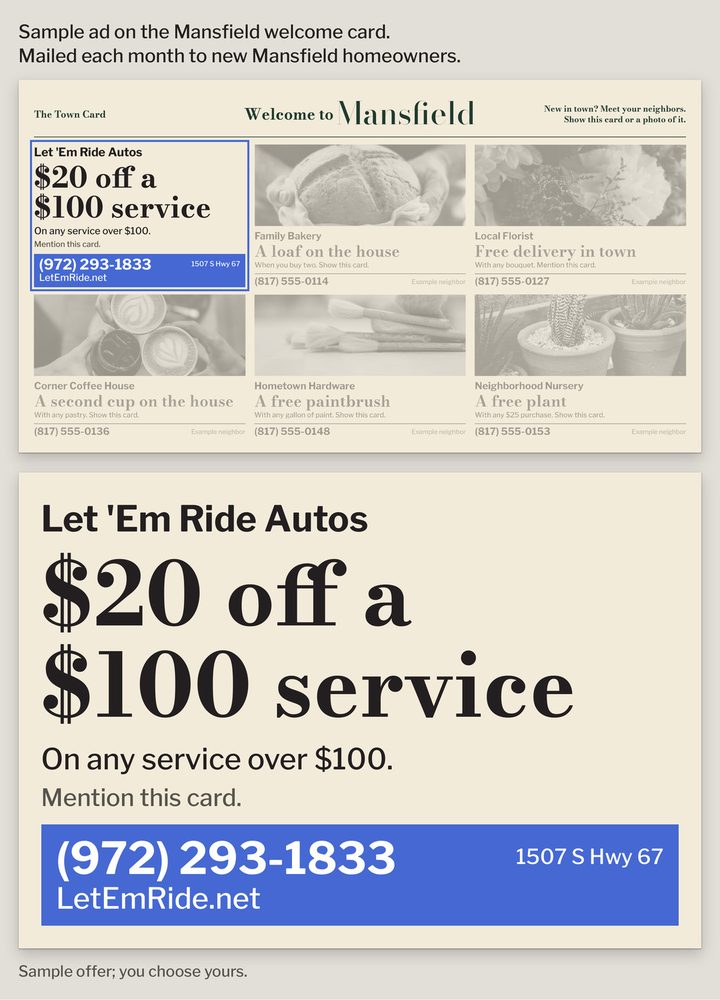 Sample ad on the Mansfield welcome card.
Mailed each month to new Mansfield homeowners.
The Town Card
Welcome to Mansfield
New in town? Meet your neighbors.
Show this card or a photo of it.
Let 'Em Ride Autos
$20 off a
$100 service
On any service over $100.
Mention this card.
(972) 293-1833
1507 S Hwy 67
LetEmRide.net
Family Bakery
A loaf on the house
When you buy two. Show this card.
(817) 555-0114
Example neighbor
Local Florist
Free delivery in town
With any bouquet. Mention this card.
(817) 555-0127
Example neighbor
Corner Coffee House
A second cup on the house
With any pastry. Show this card.
(817) 555-0136
Example neighbor
Hometown Hardware
A free paintbrush
With any gallon of paint. Show this card.
(817) 555-0148
Example neighbor
Neighborhood Nursery
A free plant
With any $25 purchase. Show this card.
(817) 555-0153
Example neighbor
Let 'Em Ride Autos
$20 off a
$100 service
On any service over $100.
Mention this card.
(972) 293-1833
1507 S Hwy 67
LetEmRide.net
Sample offer; you choose yours.